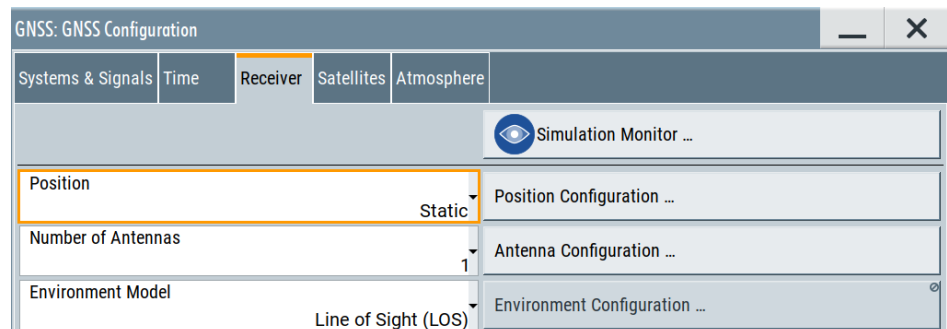 GNSS: GNSS Configuration
Systems & Signals Time Receiver Satellites Atmosphere
Simulation Monitor ...
Position
Static
Position Configuration ...
Number of Antennas
1
Antenna Configuration ...
Environment Model
Line of Sight (LOS)
Environment Configuration ...